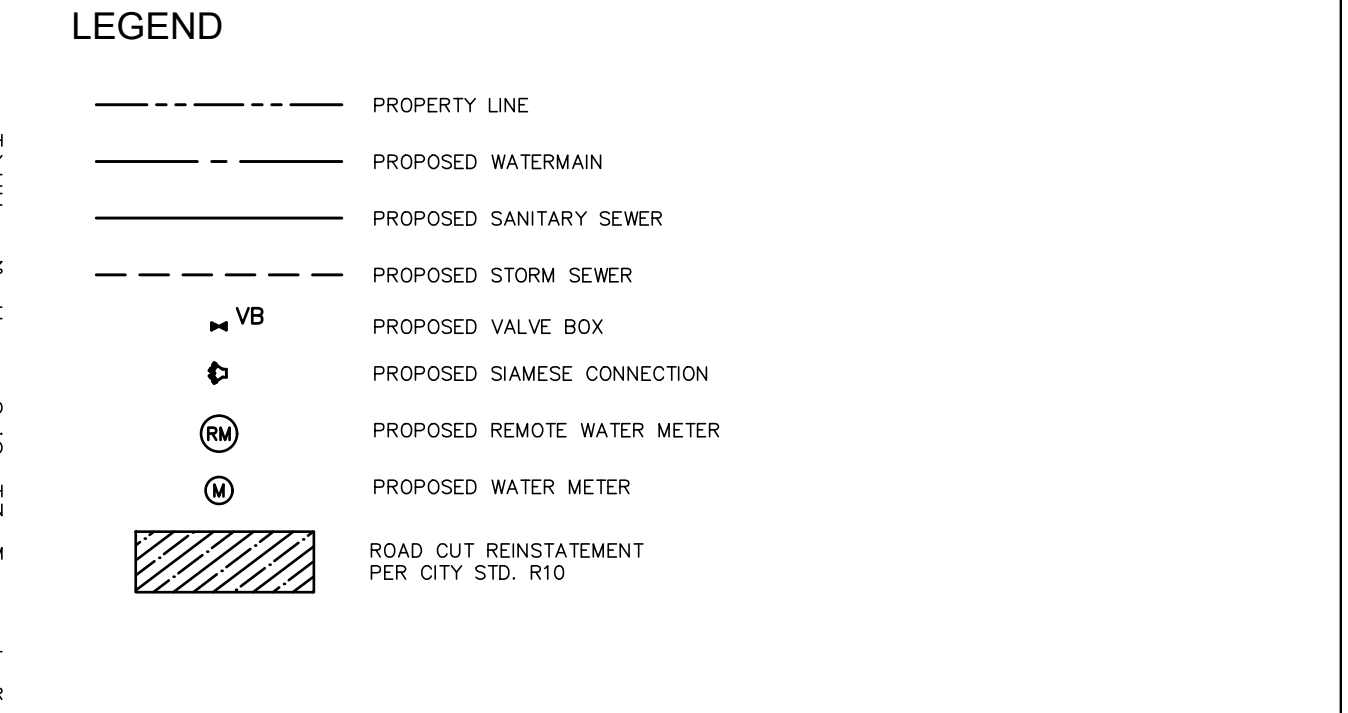 LEGEND
PROPERTY LINE
PROPOSED WATERMAIN
PROPOSED SANITARY SEWER
PROPOSED STORM SEWER
VB
PROPOSED VALVE BOX
PROPOSED SIAMESE CONNECTION
RM
PROPOSED REMOTE WATER METER
M
PROPOSED WATER METER
ROAD CUT REINSTATEMENT
PER CITY STD. R10